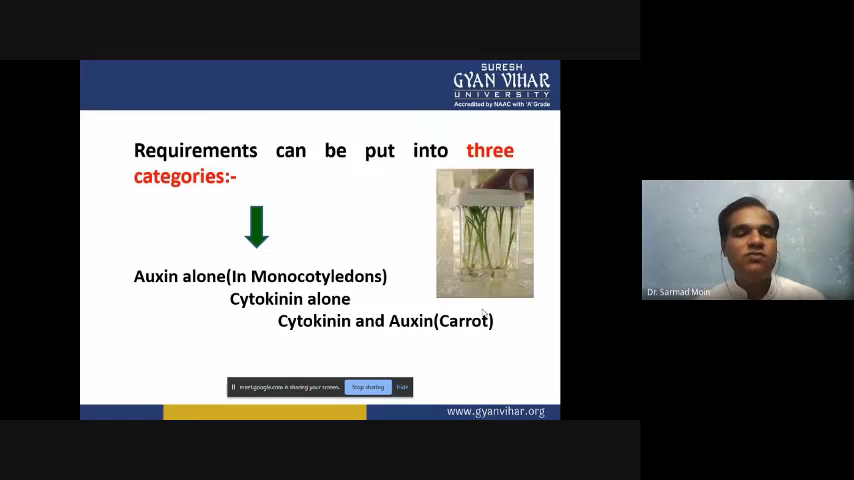 SURESH
GYAN VIHAR
UNIVERSITY
Accredited by NAAC with 'A' Grade
Requirements can be put into three
categories:-
Auxin alone(In Monocotyledons)
Cytokinin alone
Cytokinin and Auxin(Carrot)
Dr. Sarmad Moin
meet.google.com is sharing your screen. Stop sharing Hide
www.gyanvihar.org